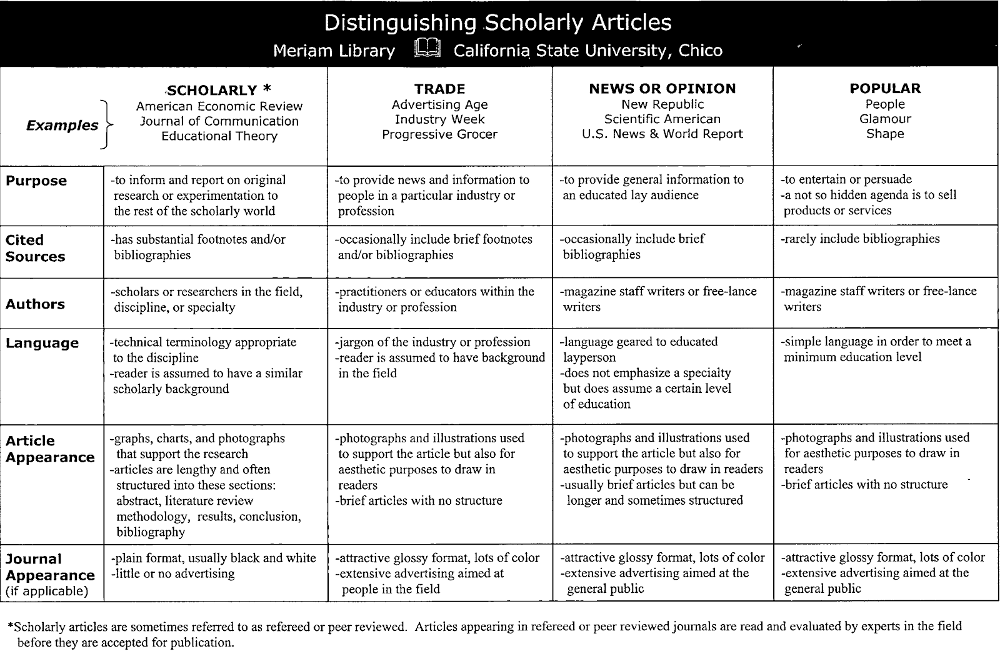 Distinguishing Scholarly Articles
Meriam Library California State University, Chico
Examples
SCHOLARLY *
American Economic Review
Journal of Communication
Educational Theory
TRADE
Advertising Age
Industry Week
Progressive Grocer
NEWS OR OPINION
New Republic
Scientific American
U.S. News & World Report
POPULAR
People
Glamour
Shape
Purpose
-to inform and report on original
research or experimentation to
the rest of the scholarly world
-to provide news and information to
people in a particular industry or
profession
-to provide general information to
an educated lay audience
-to entertain or persuade
-a not so hidden agenda is to sell
products or services
Cited
Sources
-has substantial footnotes and/or
bibliographies
-occasionally include brief footnotes
and/or bibliographies
-occasionally include brief
bibliographies
-rarely include bibliographies
Authors
-scholars or researchers in the field,
discipline, or specialty
-practitioners or educators within the
industry or profession
-magazine staff writers or free-lance
writers
-magazine staff writers or free-lance
writers
Language
-technical terminology appropriate
to the discipline
-reader is assumed to have a similar
scholarly background
-jargon of the industry or profession
-reader is assumed to have background
in the field
-language geared to educated
layperson
-does not emphasize a specialty
but does assume a certain level
of education
-simple language in order to meet a
minimum education level
Article
Appearance
-graphs, charts, and photographs
that support the research
-articles are lengthy and often
structured into these sections:
abstract, literature review
methodology, results, conclusion,
bibliography
-photographs and illustrations used
to support the article but also for
aesthetic purposes to draw in
readers
-brief articles with no structure
-photographs and illustrations used
to support the article but also for
aesthetic purposes to draw in readers
-usually brief articles but can be
longer and sometimes structured
-photographs and illustrations used
for aesthetic purposes to draw in
readers
-brief articles with no structure
Journal
Appearance
(if applicable)
-plain format, usually black and white
-little or no advertising
-attractive glossy format, lots of color
-extensive advertising aimed at
people in the field
-attractive glossy format, lots of color
-extensive advertising aimed at the
general public
-attractive glossy format, lots of color
-extensive advertising aimed at the
general public
*Scholarly articles are sometimes referred to as refereed or peer reviewed. Articles appearing in refereed or peer reviewed journals are read and evaluated by experts in the field
before they are accepted for publication.